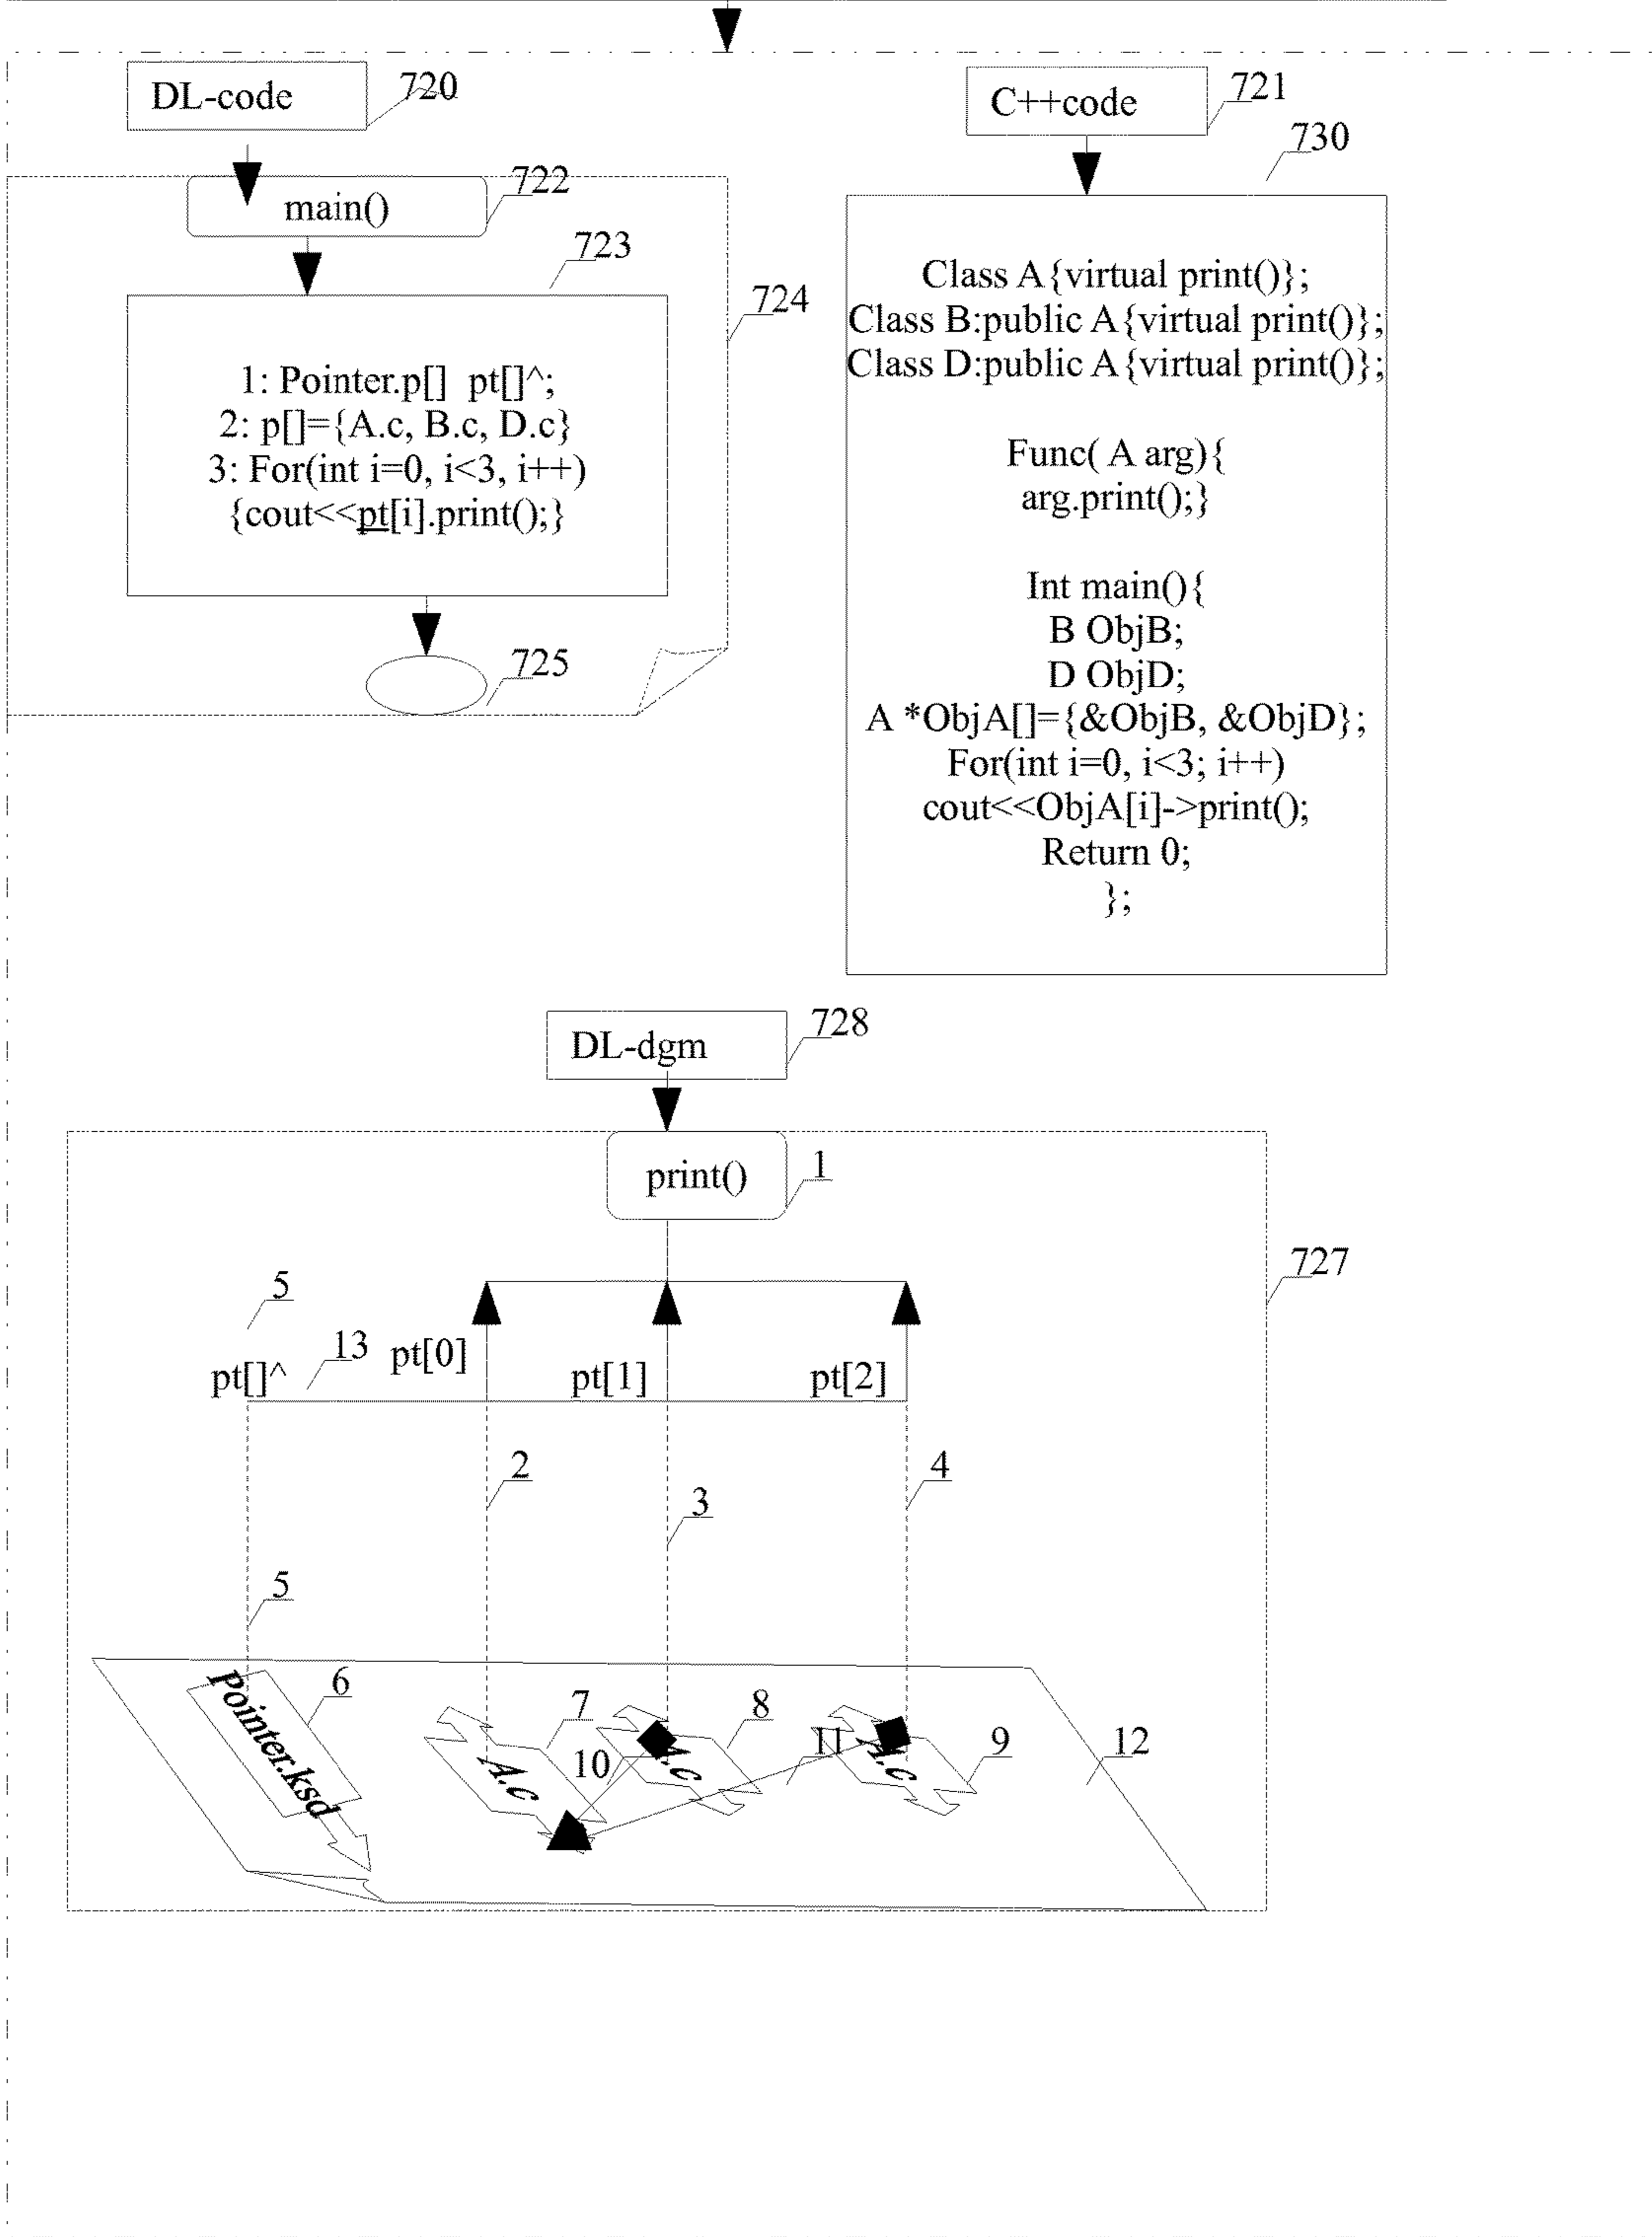 DL-code
720
C++code
721
730
main()
722
723
724
1: Pointer.p[] pt[]^;
2: p[]={A.c, B.c, D.c}
3: For(int i=0, i<3, i++)
{cout<<pt[i].print();}
725
Class A{virtual print()};
Class B:public A{virtual print()};
Class D:public A{virtual print()};
Func( A arg){
arg.print();}
Int main(){
B ObjB;
D ObjD;
A *ObjA[]={&ObjB, &ObjD};
For(int i=0, i<3; i++)
cout<<ObjA[i]->print();
Return 0;
};
DL-dgm
728
print()
1
727
5
13
pt[]^
pt[0]
pt[1]
pt[2]
2
3
4
5
Pointer.ksd
6
A.c
7
10
A.c
8
11
A.c
9
12